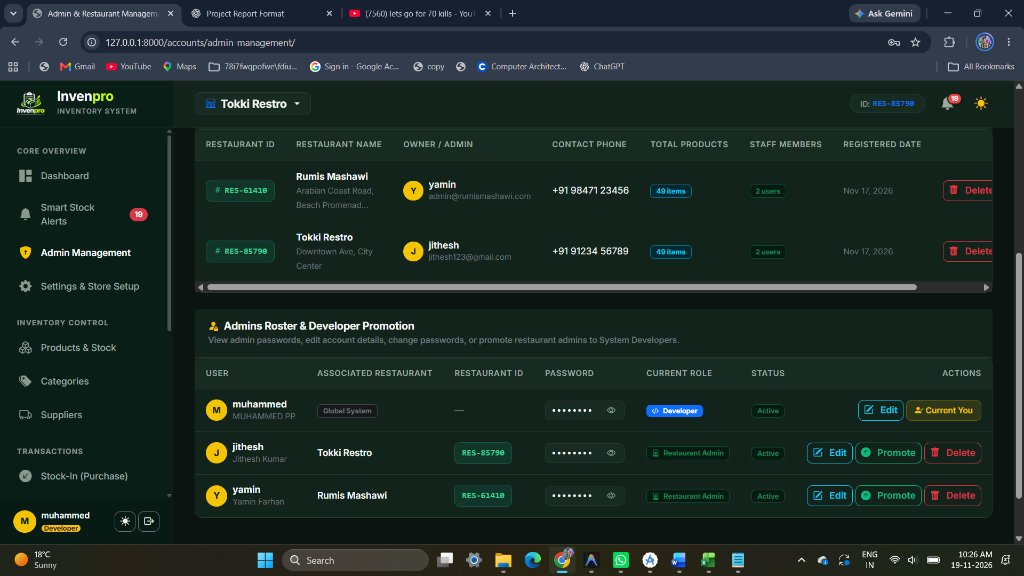 Admin & Restaurant Managem
Project Report Format
(7560) lets go for 70 kills - YouT
Ask Gemini
127.0.0.1:8000/accounts/admin-management/
Gmail
YouTube
Maps
78i7fwqpofwe\fdiu...
Sign in - Google Ac...
copy
Computer Architect...
ChatGPT
All Bookmarks
Invenpro
Invenpro
INVENTORY SYSTEM
Tokki Restro
ID: RES-85790
19
CORE OVERVIEW
Dashboard
Smart Stock
Alerts
19
Admin Management
Settings & Store Setup
INVENTORY CONTROL
Products & Stock
Categories
Suppliers
TRANSACTIONS
Stock-In (Purchase)
M
muhammed
Developer
RESTAURANT ID RESTAURANT NAME OWNER / ADMIN CONTACT PHONE TOTAL PRODUCTS STAFF MEMBERS REGISTERED DATE
# RES-61410
Rumis Mashawi
Arabian Coast Road,
Beach Promenad...
Y
yamin
admin@rumismashawi.com
+91 98471 23456
49 items
2 users
Nov 17, 2026
Delete
# RES-85790
Tokki Restro
Downtown Ave, City
Center
J
jithesh
jithesh123@gmail.com
+91 91234 56789
49 items
2 users
Nov 17, 2026
Delete
Admins Roster & Developer Promotion
View admin passwords, edit account details, change passwords, or promote restaurant admins to System Developers.
USER ASSOCIATED RESTAURANT RESTAURANT ID PASSWORD CURRENT ROLE STATUS ACTIONS
M
muhammed
MUHAMMED PP
Global System
—
••••••••
</> Developer
Active
Edit
Current You
J
jithesh
Jithesh Kumar
Tokki Restro
RES-85790
••••••••
Restaurant Admin
Active
Edit
Promote
Delete
Y
yamin
Yamin Farhan
Rumis Mashawi
RES-61410
••••••••
Restaurant Admin
Active
Edit
Promote
Delete
18°C
Sunny
Search
ENG
IN
10:26 AM
19-11-2026